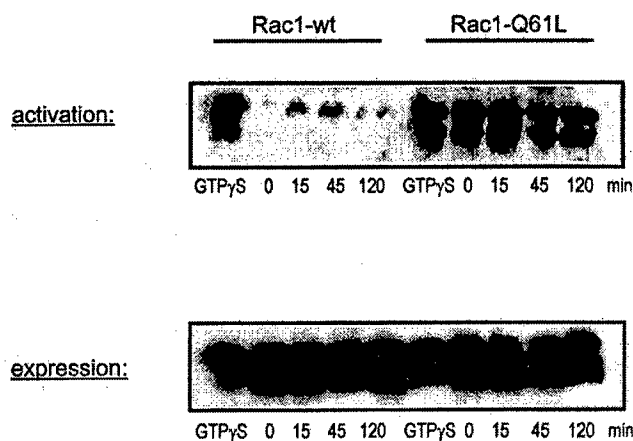 Rac1-wt Rac1-Q61L
activation:
GTPγS 0 15 45 120 GTPγS 0 15 45 120 min
expression:
GTPγS 0 15 45 120 GTPγS 0 15 45 120 min